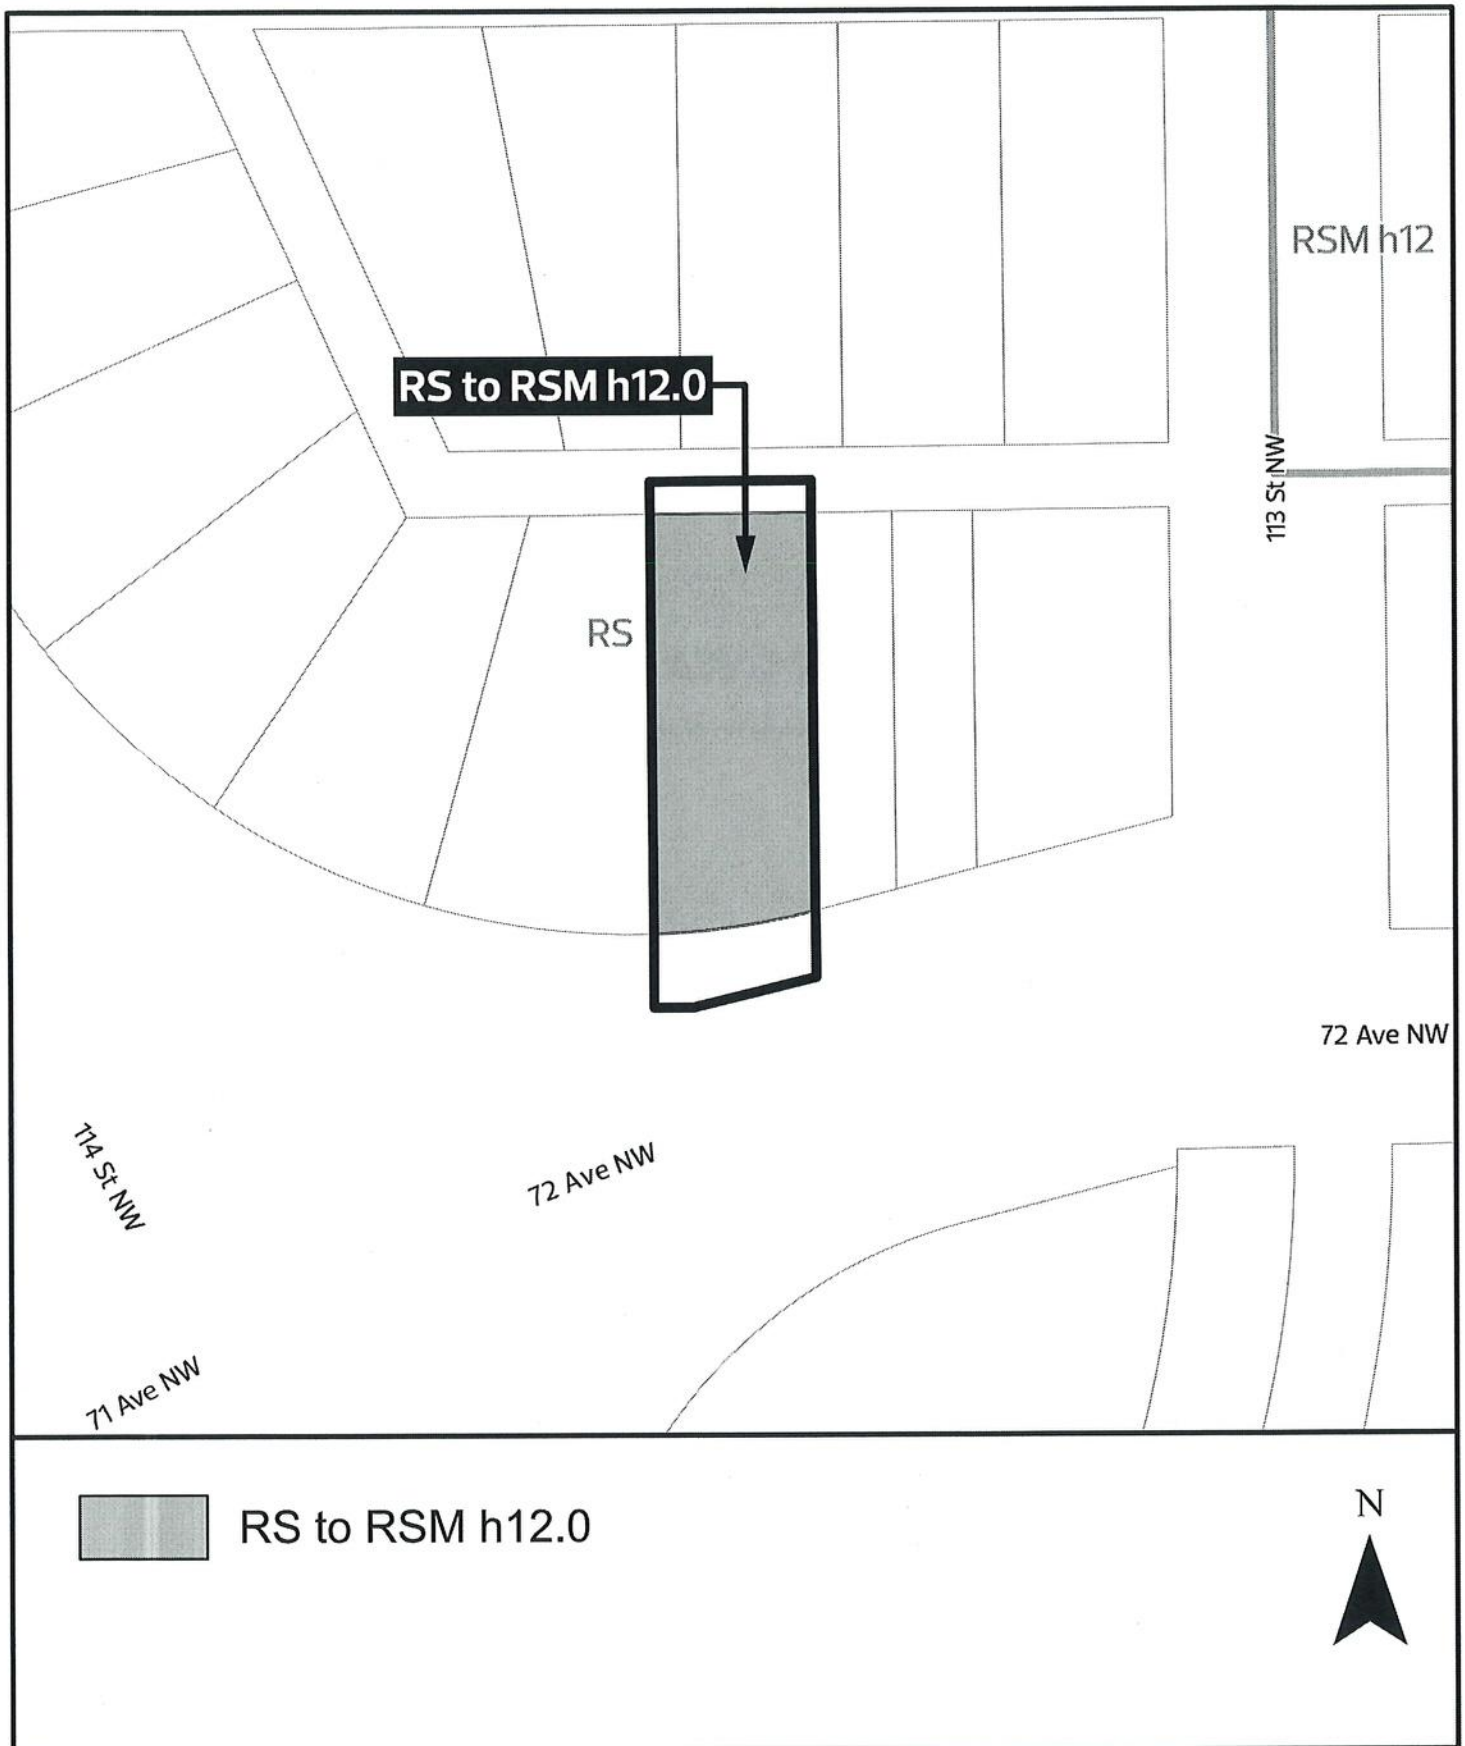 RSM h12
RS to RSM h12.0
113 St NW
RS
72 Ave NW
114 St NW
72 Ave NW
71 Ave NW
RS to RSM h12.0
N